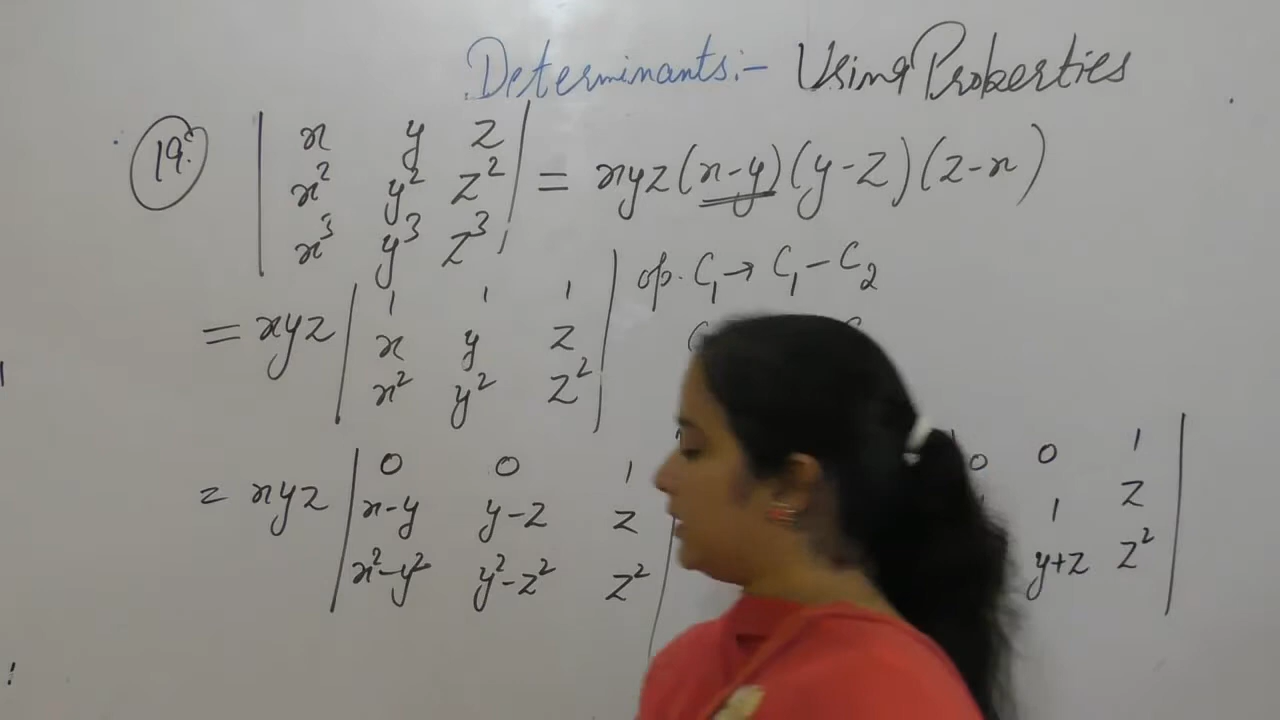 Determinants:- Using Properties
19. | x y z |
| x² y² z² | = xyz(x-y)(y-z)(z-x)
| x³ y³ z³ |
op. C₁→ C₁-C₂
| 1 1 1 |
= xyz | x y z |
| x² y² z² |
| 0 0 1 | 0 0 1 |
= xyz | x-y y-z z | 1 z |
| x²-y² y²-z² z² | y+z z² |